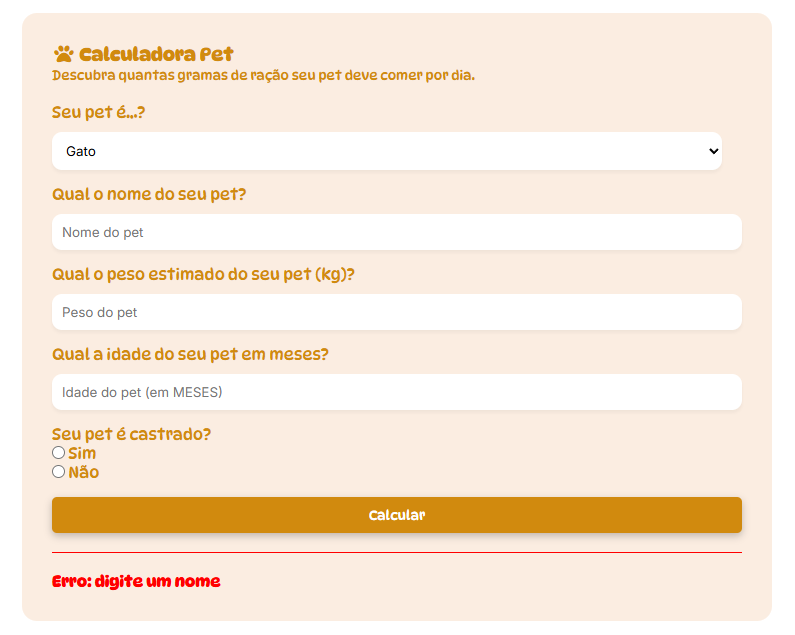 Calculadora Pet
Descubra quantas gramas de ração seu pet deve comer por dia.
Seu pet é...?
Gato
Qual o nome do seu pet?
Nome do pet
Qual o peso estimado do seu pet (kg)?
Peso do pet
Qual a idade do seu pet em meses?
Idade do pet (em MESES)
Seu pet é castrado?
Sim
Não
Calcular
Erro: digite um nome